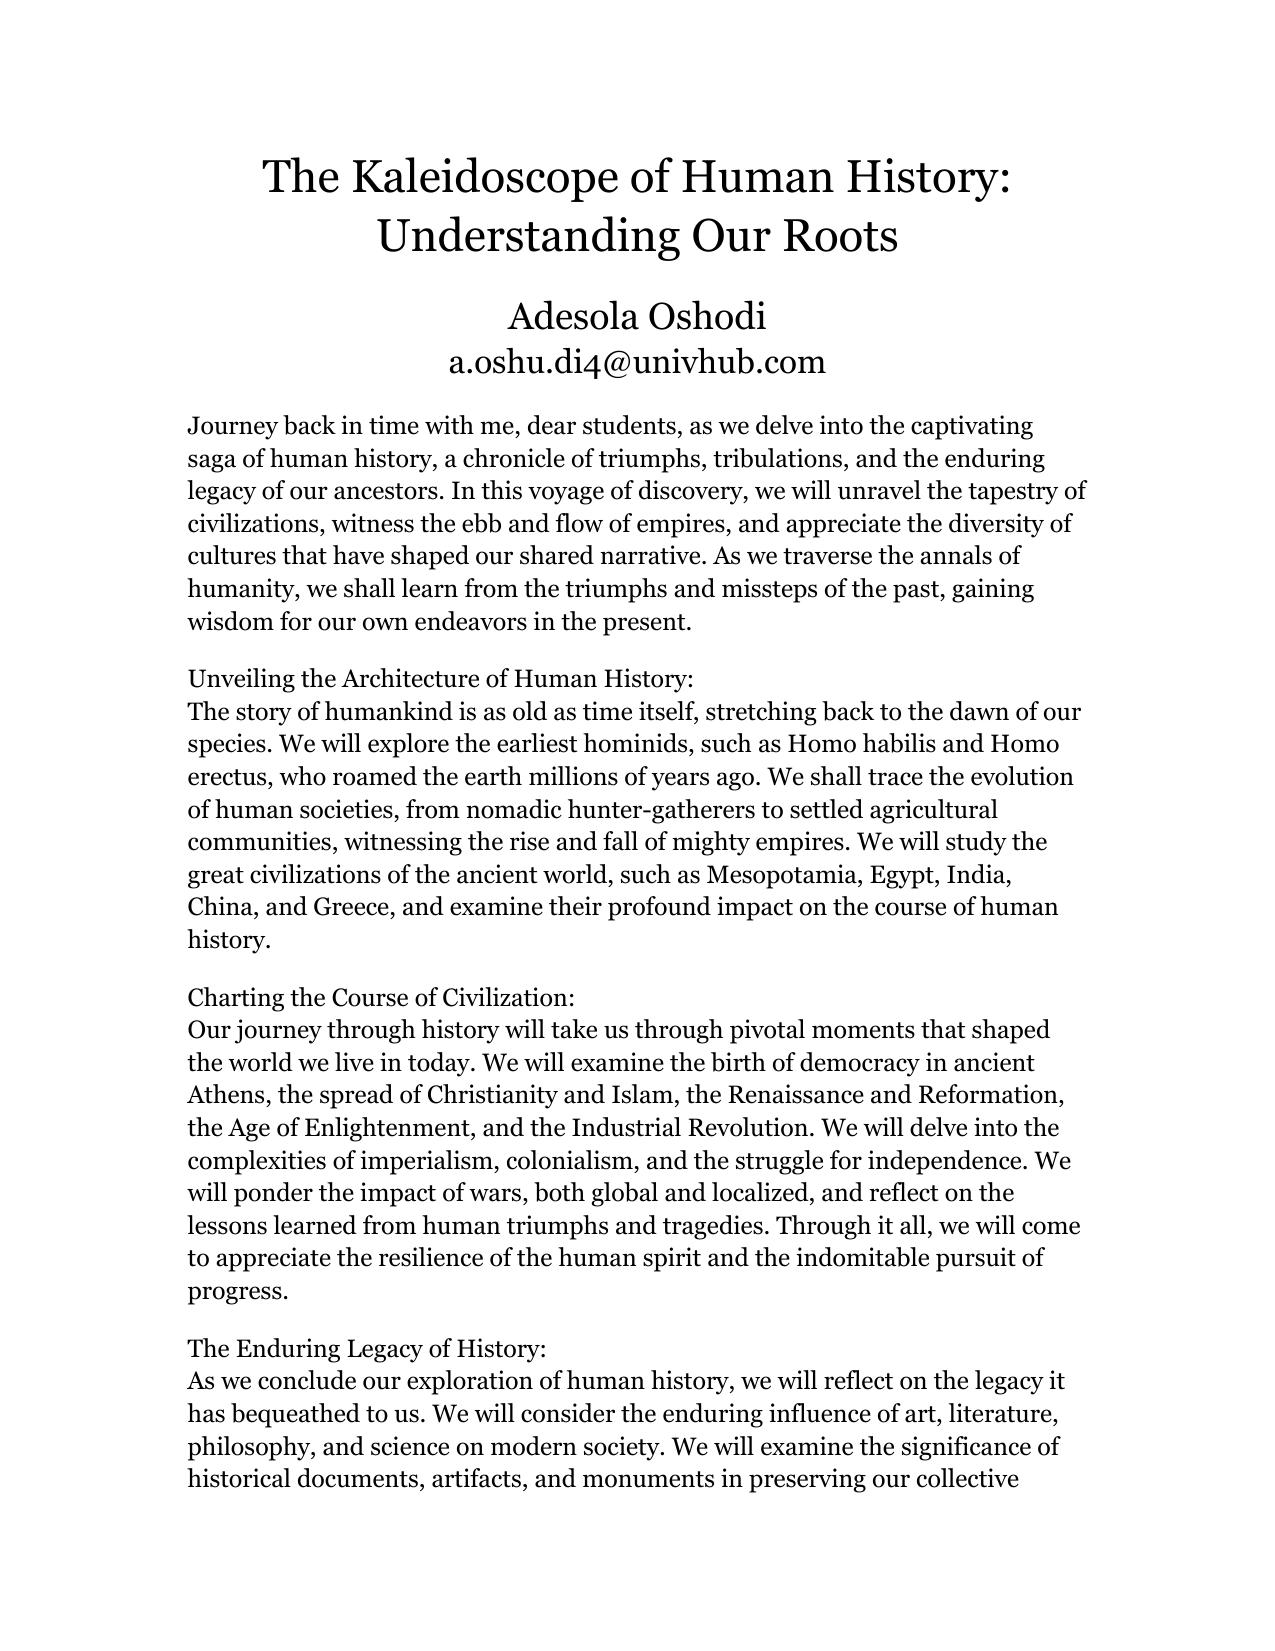 The Kaleidoscope of Human History:
Understanding Our Roots
Adesola Oshodi
a.oshu.di4@univhub.com
Journey back in time with me, dear students, as we delve into the captivating
saga of human history, a chronicle of triumphs, tribulations, and the enduring
legacy of our ancestors. In this voyage of discovery, we will unravel the tapestry of
civilizations, witness the ebb and flow of empires, and appreciate the diversity of
cultures that have shaped our shared narrative. As we traverse the annals of
humanity, we shall learn from the triumphs and missteps of the past, gaining
wisdom for our own endeavors in the present.
Unveiling the Architecture of Human History:
The story of humankind is as old as time itself, stretching back to the dawn of our
species. We will explore the earliest hominids, such as Homo habilis and Homo
erectus, who roamed the earth millions of years ago. We shall trace the evolution
of human societies, from nomadic hunter-gatherers to settled agricultural
communities, witnessing the rise and fall of mighty empires. We will study the
great civilizations of the ancient world, such as Mesopotamia, Egypt, India,
China, and Greece, and examine their profound impact on the course of human
history.
Charting the Course of Civilization:
Our journey through history will take us through pivotal moments that shaped
the world we live in today. We will examine the birth of democracy in ancient
Athens, the spread of Christianity and Islam, the Renaissance and Reformation,
the Age of Enlightenment, and the Industrial Revolution. We will delve into the
complexities of imperialism, colonialism, and the struggle for independence. We
will ponder the impact of wars, both global and localized, and reflect on the
lessons learned from human triumphs and tragedies. Through it all, we will come
to appreciate the resilience of the human spirit and the indomitable pursuit of
progress.
The Enduring Legacy of History:
As we conclude our exploration of human history, we will reflect on the legacy it
has bequeathed to us. We will consider the enduring influence of art, literature,
philosophy, and science on modern society. We will examine the significance of
historical documents, artifacts, and monuments in preserving our collective